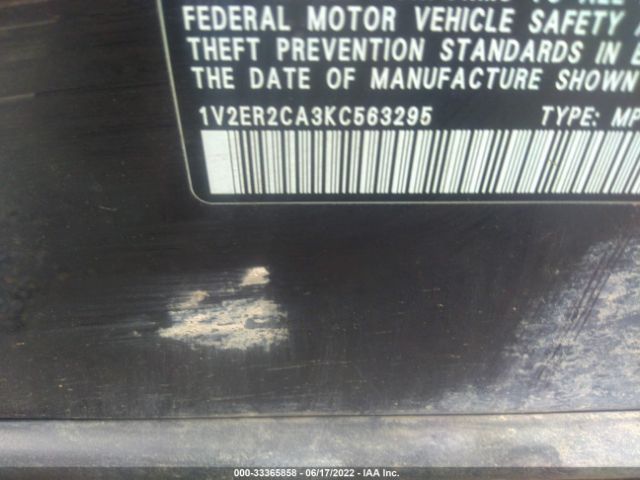 FEDERAL MOTOR VEHICLE SAFETY A
THEFT PREVENTION STANDARDS IN E
THE DATE OF MANUFACTURE SHOWN
1V2ER2CA3KC563295 TYPE: MP
000-33365858 - 06/17/2022 - IAA Inc.